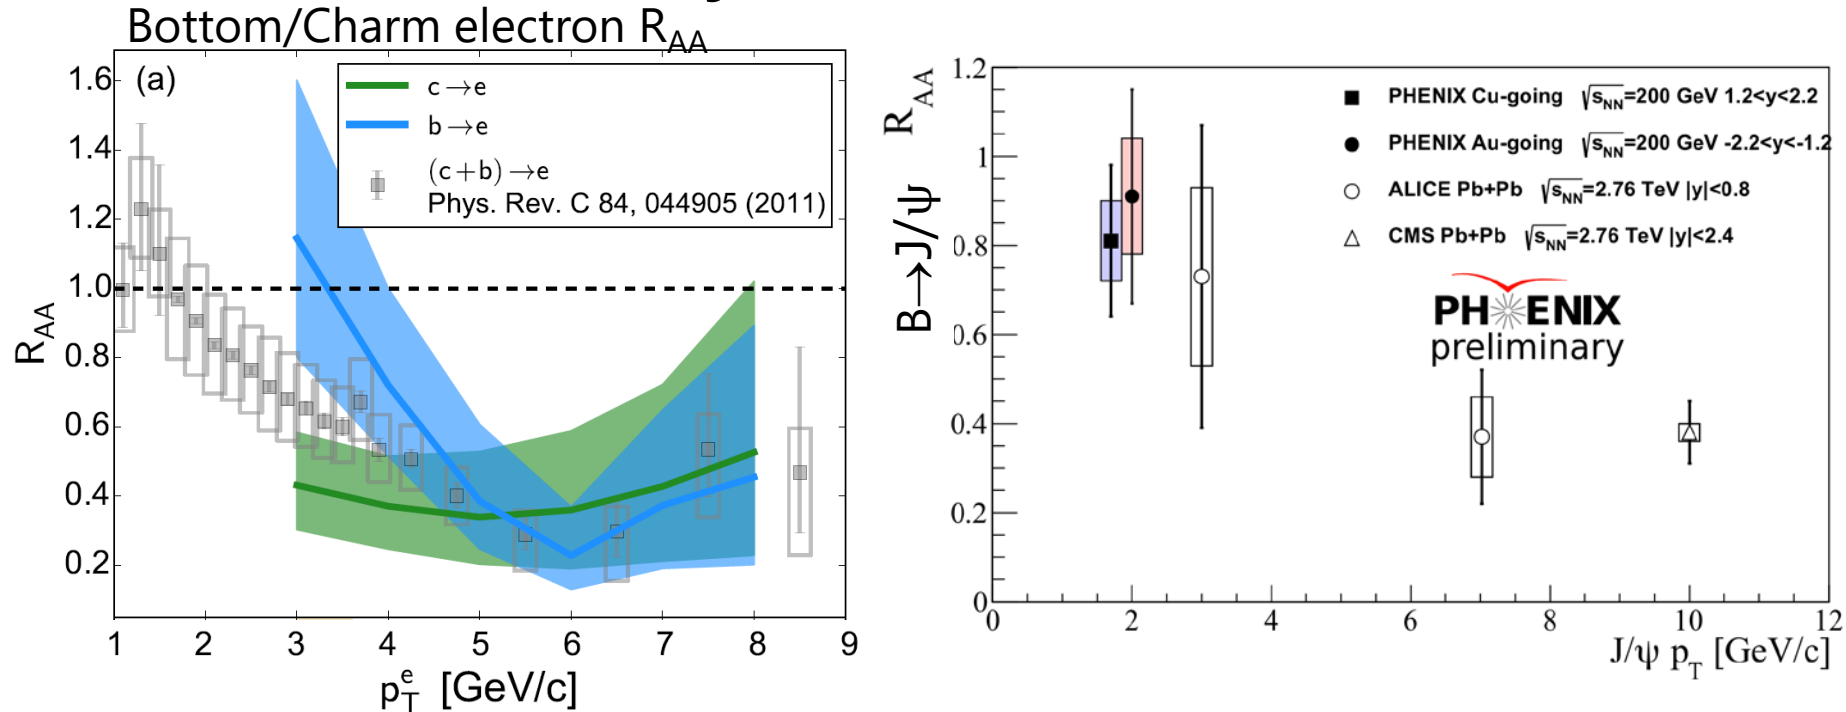 Bottom/Charm electron R_AA
(a)
c→e
b→e
(c+b)→e
Phys. Rev. C 84, 044905 (2011)
R_AA
1.6
1.4
1.2
1.0
0.8
0.6
0.4
0.2
1 2 3 4 5 6 7 8 9
p_T^e [GeV/c]
B→J/ψ R_AA
1.2
1
0.8
0.6
0.4
0.2
0
PHENIX Cu-going √s_NN=200 GeV 1.2<y<2.2
PHENIX Au-going √s_NN=200 GeV -2.2<y<-1.2
ALICE Pb+Pb √s_NN=2.76 TeV |y|<0.8
CMS Pb+Pb √s_NN=2.76 TeV |y|<2.4
PHENIX
preliminary
0 2 4 6 8 10 12
J/ψ p_T [GeV/c]